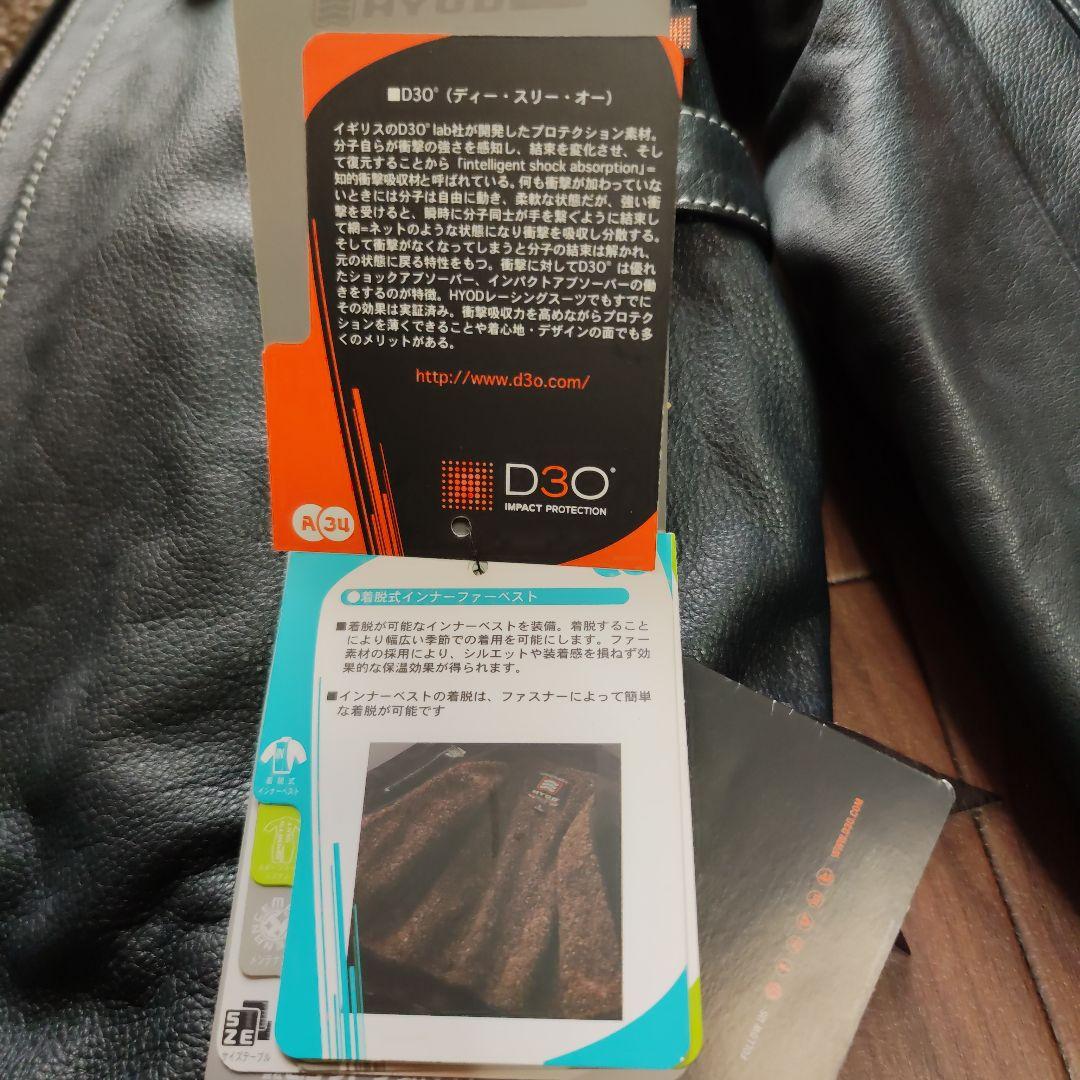 HYOD
■D3O°（ディー・スリー・オー）
イギリスのD3O°lab社が開発したプロテクション素材。
分子自らが衝撃の強さを感知し、結束を変化させ、そし
て復元することから「intelligent shock absorption」=
知的衝撃吸収材と呼ばれている。何も衝撃が加わっていな
いときには分子は自由に動き、柔軟な状態だが、強い衝
撃を受けると、瞬時に分子同士が手を繋ぐように結束し
て網=ネットのような状態になり衝撃を吸収し分散する。
そして衝撃がなくなってしまうと分子の結束は解かれ、
元の状態に戻る特性をもつ。衝撃に対してD3O°は優れ
たショックアブソーバー、インパクトアブソーバーの働
きをするのが特徴。HYODレーシングスーツでもすでに
その効果は実証済み。衝撃吸収力を高めながらプロテク
ションを薄くできることや着心地・デザインの面でも多
くのメリットがある。
http://www.d3o.com/
D3O°
IMPACT PROTECTION
A 34
●着脱式インナーファーベスト
■着脱が可能なインナーベストを装備。着脱すること
により幅広い季節での着用を可能にします。ファー
素材の採用により、シルエットや装着感を損ねず効
果的な保温効果が得られます。
■インナーベストの着脱は、ファスナーによって簡単
な着脱が可能です
IN
着脱式
インナーベスト
HYOD
L
メンテナン
SIZE
サイズテーブル
WWW.D3O.COM
FOLLOW US